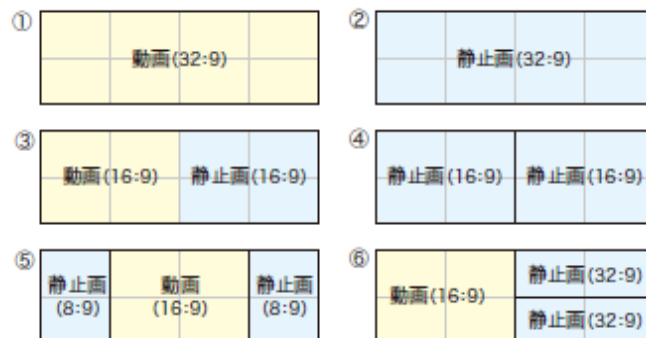 ①
動画(32:9)
②
静止画(32:9)
③
動画(16:9)
静止画(16:9)
④
静止画(16:9)
静止画(16:9)
⑤
静止画
(8:9)
動画
(16:9)
静止画
(8:9)
⑥
動画(16:9)
静止画(32:9)
静止画(32:9)